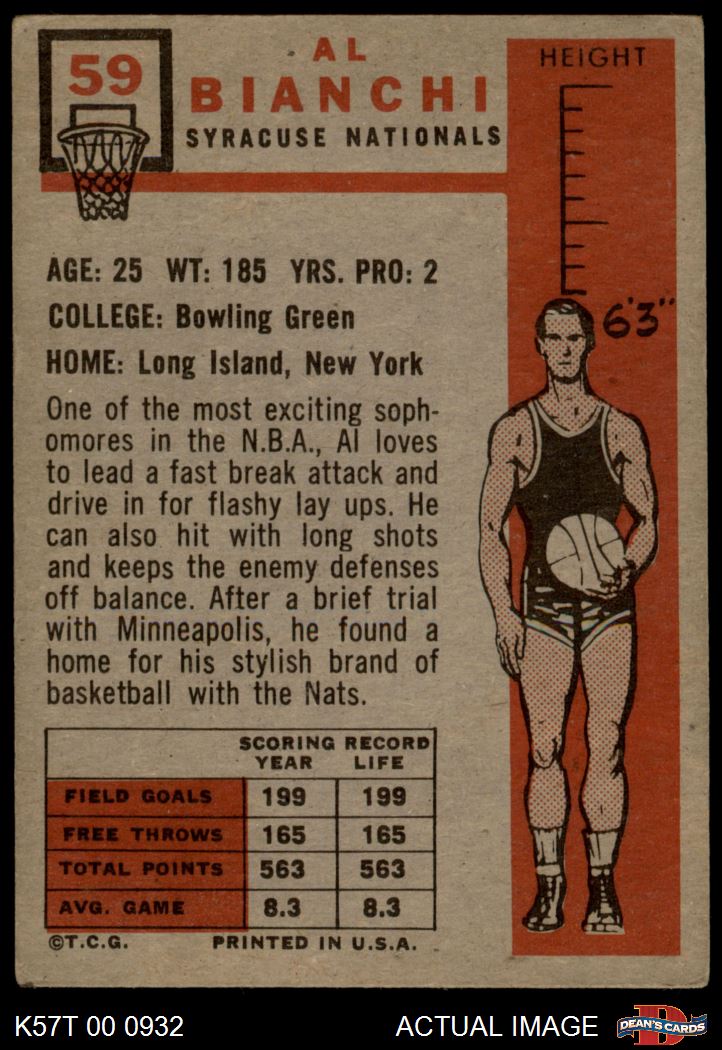 59
AL
BIANCHI
SYRACUSE NATIONALS
HEIGHT
6'3"
AGE: 25 WT: 185 YRS. PRO: 2
COLLEGE: Bowling Green
HOME: Long Island, New York
One of the most exciting soph-
omores in the N.B.A., Al loves
to lead a fast break attack and
drive in for flashy lay ups. He
can also hit with long shots
and keeps the enemy defenses
off balance. After a brief trial
with Minneapolis, he found a
home for his stylish brand of
basketball with the Nats.
SCORING RECORD
YEAR LIFE
FIELD GOALS 199 199
FREE THROWS 165 165
TOTAL POINTS 563 563
AVG. GAME 8.3 8.3
©T.C.G. PRINTED IN U.S.A.
K57T 00 0932 ACTUAL IMAGE D DEAN'S CARDS